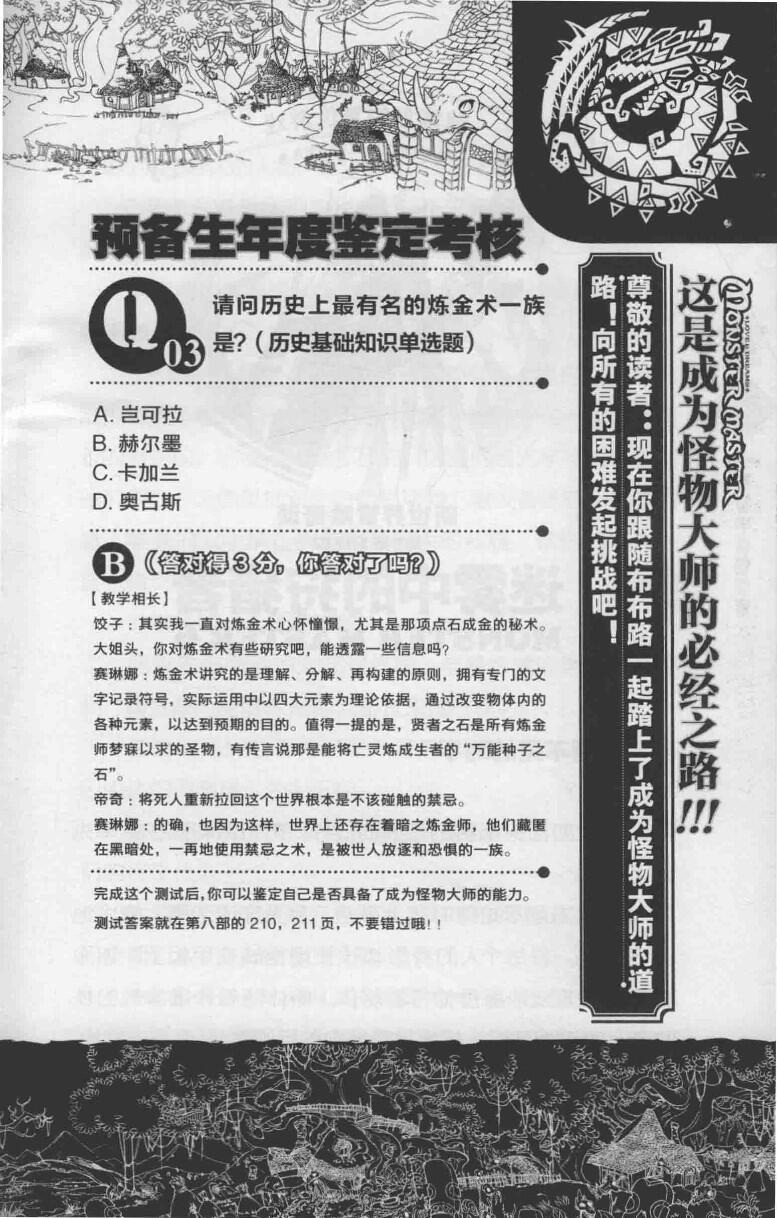 预备生年度鉴定考核
Q03
请问历史上最有名的炼金术一族
是?（历史基础知识单选题）
A. 岂可拉
B. 赫尔墨
C. 卡加兰
D. 奥古斯
B《答对得3分，你答对了吗？》
【教学相长】
饺子：其实我一直对炼金术心怀憧憬，尤其是那项点石成金的秘术。
大姐头，你对炼金术有些研究吧，能透露一些信息吗?
赛琳娜：炼金术讲究的是理解、分解、再构建的原则，拥有专门的文
字记录符号，实际运用中以四大元素为理论依据，通过改变物体内的
各种元素，以达到预期的目的。值得一提的是，贤者之石是所有炼金
师梦寐以求的圣物，有传言说那是能将亡灵炼成生者的“万能种子之
石”。
帝奇：将死人重新拉回这个世界根本是不该碰触的禁忌。
赛琳娜：的确，也因为这样，世界上还存在着暗之炼金师，他们藏匿
在黑暗处，一再地使用禁忌之术，是被世人放逐和恐惧的一族。
完成这个测试后，你可以鉴定自己是否具备了成为怪物大师的能力。
测试答案就在第八部的210，211页，不要错过哦！！
MONSTER MASTER
+LOVE & DREAMS+
这是成为怪物大师的必经之路!!!
尊敬的读者：现在你跟随布布路一起踏上了成为怪物大师的道
路！向所有的困难发起挑战吧！